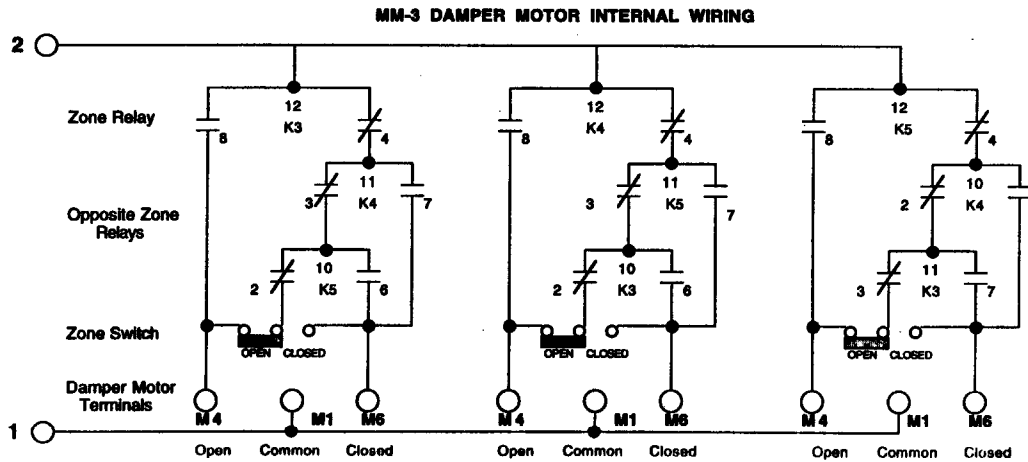 MM-3 DAMPER MOTOR INTERNAL WIRING
2
Zone Relay
8
12
K3
4
8
12
K4
4
8
12
K5
4
Opposite Zone
Relays
3
11
K4
7
3
11
K5
7
2
10
K4
2
10
K5
6
2
10
K3
6
3
11
K3
7
Zone Switch
OPEN CLOSED
OPEN CLOSED
OPEN CLOSED
Damper Motor
Terminals
M4 M1 M6
M4 M1 M6
M4 M1 M6
1
Open Common Closed
Open Common Closed
Open Common Closed